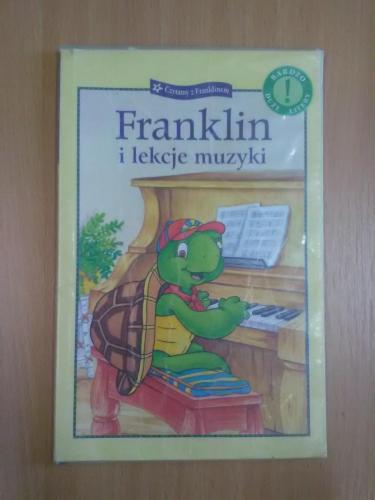 Czytamy z Franklinem
BARDZO
DUŻE LITERY
!
Franklin
i lekcje muzyki